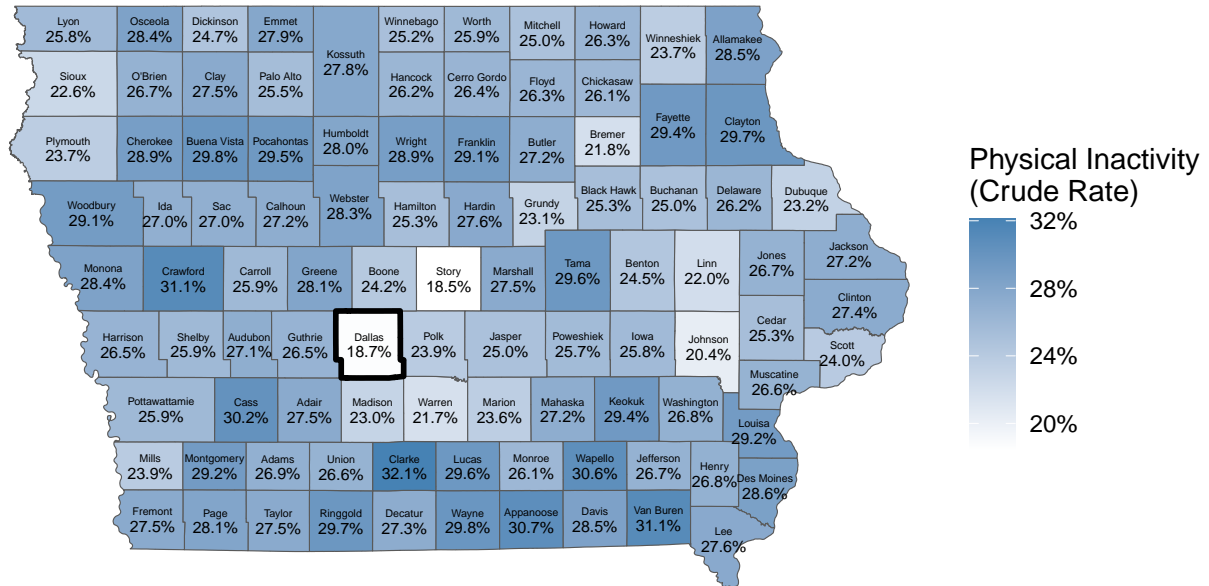 Lyon
25.8%
Osceola
28.4%
Dickinson
24.7%
Emmet
27.9%
Kossuth
27.8%
Winnebago
25.2%
Worth
25.9%
Mitchell
25.0%
Howard
26.3%
Winneshiek
23.7%
Allamakee
28.5%
Sioux
22.6%
O'Brien
26.7%
Clay
27.5%
Palo Alto
25.5%
Hancock
26.2%
Cerro Gordo
26.4%
Floyd
26.3%
Chickasaw
26.1%
Fayette
29.4%
Clayton
29.7%
Plymouth
23.7%
Cherokee
28.9%
Buena Vista
29.8%
Pocahontas
29.5%
Humboldt
28.0%
Wright
28.9%
Franklin
29.1%
Butler
27.2%
Bremer
21.8%
Woodbury
29.1%
Ida
27.0%
Sac
27.0%
Calhoun
27.2%
Webster
28.3%
Hamilton
25.3%
Hardin
27.6%
Grundy
23.1%
Black Hawk
25.3%
Buchanan
25.0%
Delaware
26.2%
Dubuque
23.2%
Monona
28.4%
Crawford
31.1%
Carroll
25.9%
Greene
28.1%
Boone
24.2%
Story
18.5%
Marshall
27.5%
Tama
29.6%
Benton
24.5%
Linn
22.0%
Jones
26.7%
Jackson
27.2%
Clinton
27.4%
Harrison
26.5%
Shelby
25.9%
Audubon
27.1%
Guthrie
26.5%
Dallas
18.7%
Polk
23.9%
Jasper
25.0%
Poweshiek
25.7%
Iowa
25.8%
Johnson
20.4%
Cedar
25.3%
Scott
24.0%
Muscatine
26.6%
Pottawattamie
25.9%
Cass
30.2%
Adair
27.5%
Madison
23.0%
Warren
21.7%
Marion
23.6%
Mahaska
27.2%
Keokuk
29.4%
Washington
26.8%
Louisa
29.2%
Mills
23.9%
Montgomery
29.2%
Adams
26.9%
Union
26.6%
Clarke
32.1%
Lucas
29.6%
Monroe
26.1%
Wapello
30.6%
Jefferson
26.7%
Henry
26.8%
Des Moines
28.6%
Fremont
27.5%
Page
28.1%
Taylor
27.5%
Ringgold
29.7%
Decatur
27.3%
Wayne
29.8%
Appanoose
30.7%
Davis
28.5%
Van Buren
31.1%
Lee
27.6%
Physical Inactivity
(Crude Rate)
32%
28%
24%
20%